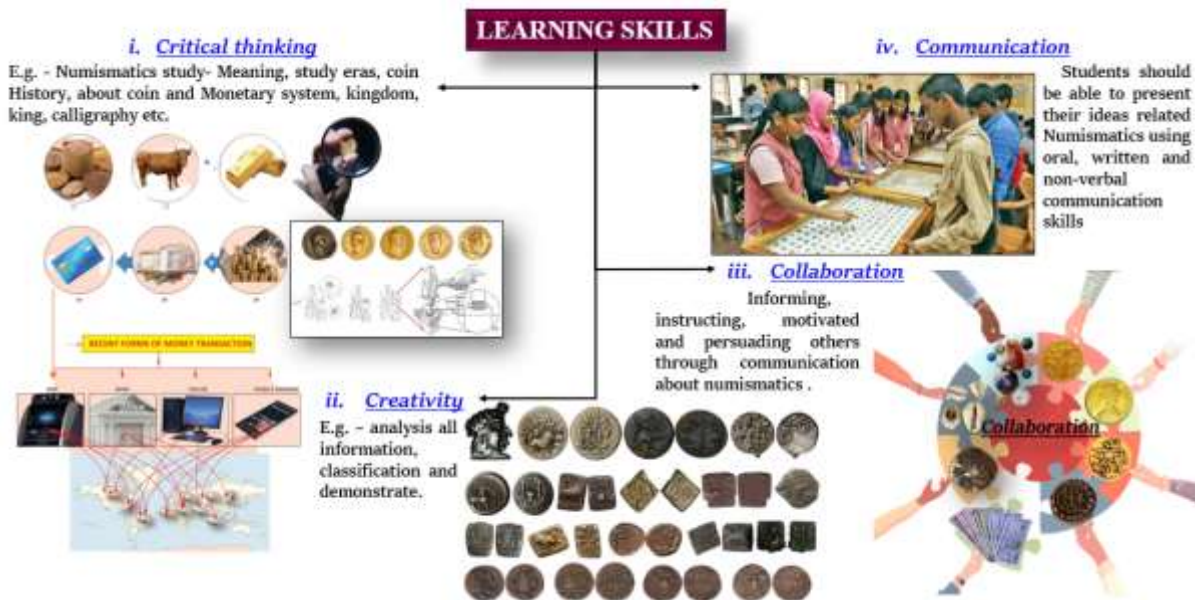 LEARNING SKILLS
i. Critical thinking
E.g. - Numismatics study- Meaning, study eras, coin
History, about coin and Monetary system, kingdom,
king, calligraphy etc.
RECENT FORMS OF MONEY TRANSACTION
ii. Creativity
E.g. – analysis all
information,
classification and
demonstrate.
iv. Communication
Students should
be able to present
their ideas related
Numismatics using
oral, written and
non-verbal
communication
skills
iii. Collaboration
Informing,
instructing, motivated
and persuading others
through communication
about numismatics .
Collaboration